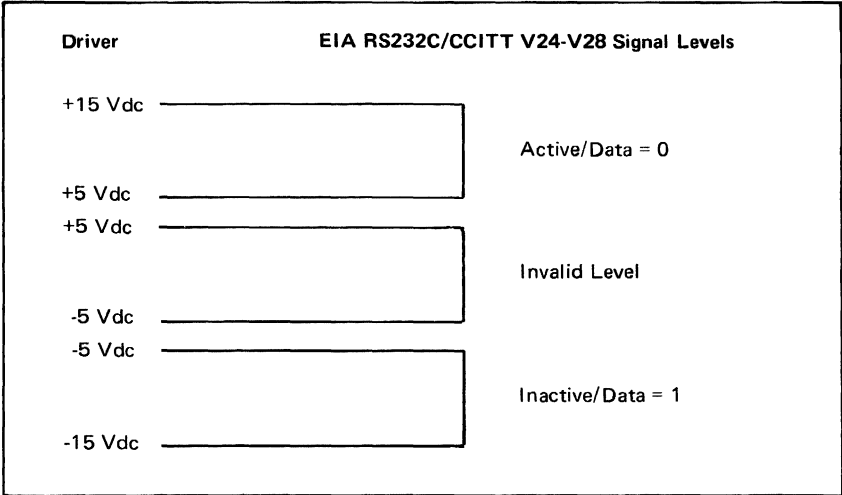 Driver EIA RS232C/CCITT V24-V28 Signal Levels
+15 Vdc
Active/Data = 0
+5 Vdc
+5 Vdc
Invalid Level
-5 Vdc
-5 Vdc
Inactive/Data = 1
-15 Vdc